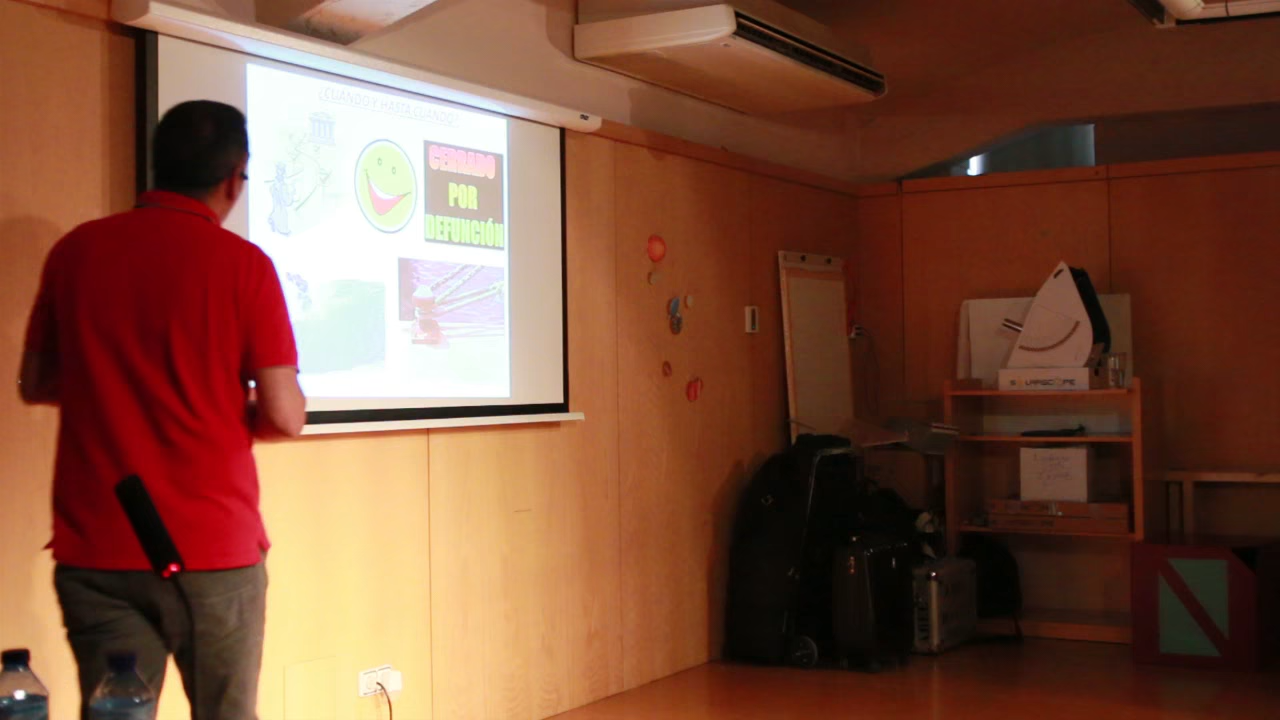 ¿CUANDO Y HASTA CUANDO?
CERRADO
POR
DEFUNCIÓN
SOLARSCOPE